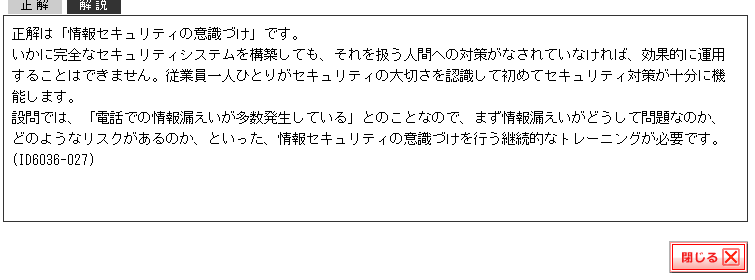 正解 解説
正解は「情報セキュリティの意識づけ」です。
いかに完全なセキュリティシステムを構築しても、それを扱う人間への対策がなされていなければ、効果的に運用
することはできません。従業員一人ひとりがセキュリティの大切さを認識して初めてセキュリティ対策が十分に機
能します。
設問では、「電話での情報漏えいが多数発生している」とのことなので、まず情報漏えいがどうして問題なのか、
どのようなリスクがあるのか、といった、情報セキュリティの意識づけを行う継続的なトレーニングが必要です。
(ID6036-027)
閉じる